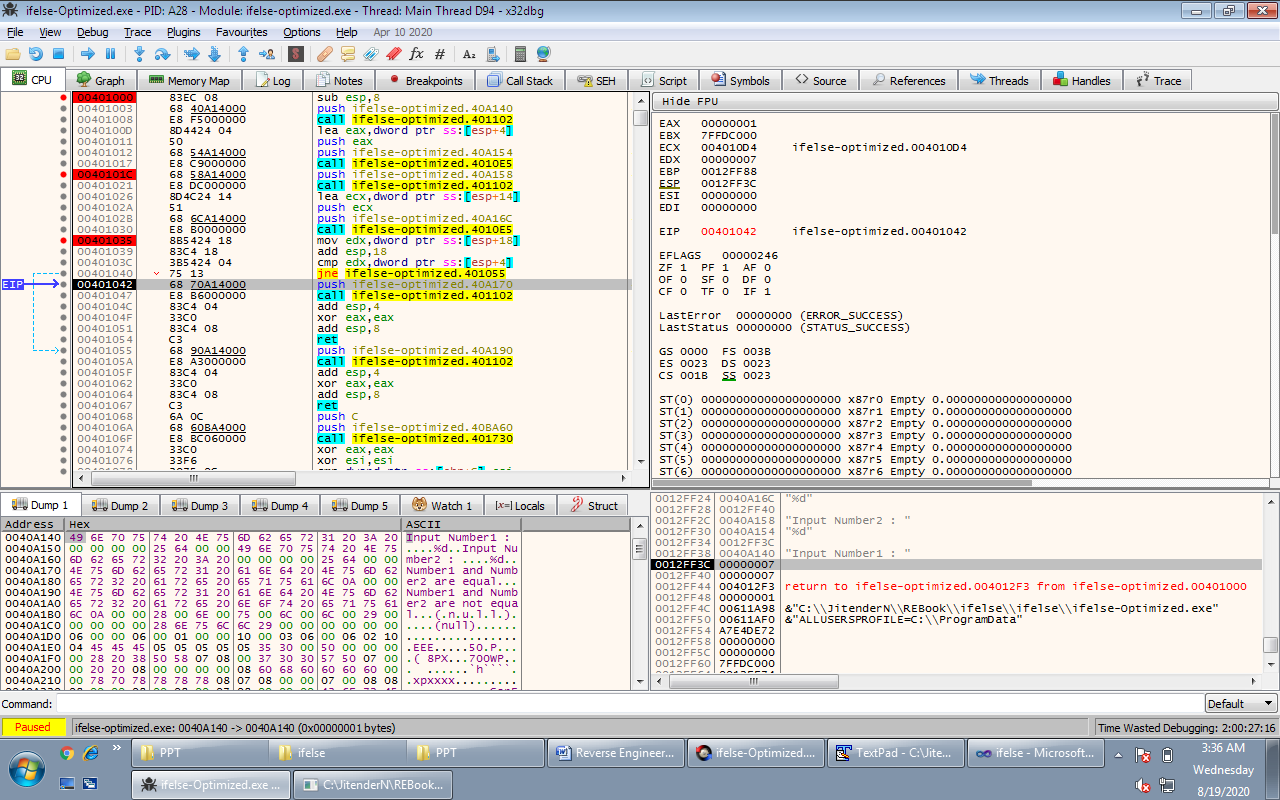 ifelse-Optimized.exe - PID: A28 - Module: ifelse-optimized.exe - Thread: Main Thread D94 - x32dbg
File View Debug Trace Plugins Favourites Options Help Apr 10 2020
CPU Graph Memory Map Log Notes Breakpoints Call Stack SEH Script Symbols Source References Threads Handles Trace
00401000 83EC 08 sub esp,8
00401003 68 40A14000 push ifelse-optimized.40A140
00401008 E8 F5000000 call ifelse-optimized.401102
0040100D 8D4424 04 lea eax,dword ptr ss:[esp+4]
00401011 50 push eax
00401012 68 54A14000 push ifelse-optimized.40A154
00401017 E8 C9000000 call ifelse-optimized.4010E5
0040101C 68 58A14000 push ifelse-optimized.40A158
00401021 E8 DC000000 call ifelse-optimized.401102
00401026 8D4C24 14 lea ecx,dword ptr ss:[esp+14]
0040102A 51 push ecx
0040102B 68 6CA14000 push ifelse-optimized.40A16C
00401030 E8 B0000000 call ifelse-optimized.4010E5
00401035 8B5424 18 mov edx,dword ptr ss:[esp+18]
00401039 83C4 18 add esp,18
0040103C 3B5424 04 cmp edx,dword ptr ss:[esp+4]
00401040 75 13 jne ifelse-optimized.401055
EIP 00401042 68 70A14000 push ifelse-optimized.40A170
00401047 E8 B6000000 call ifelse-optimized.401102
0040104C 83C4 04 add esp,4
0040104F 33C0 xor eax,eax
00401051 83C4 08 add esp,8
00401054 C3 ret
00401055 68 90A14000 push ifelse-optimized.40A190
0040105A E8 A3000000 call ifelse-optimized.401102
0040105F 83C4 04 add esp,4
00401062 33C0 xor eax,eax
00401064 83C4 08 add esp,8
00401067 C3 ret
00401068 6A 0C push C
0040106A 68 60BA4000 push ifelse-optimized.40BA60
0040106F E8 BC060000 call ifelse-optimized.401730
00401074 33C0 xor eax,eax
00401076 33F6 xor esi,esi
Hide FPU
EAX 00000001
EBX 7FFDC000
ECX 004010D4 ifelse-optimized.004010D4
EDX 00000007
EBP 0012FF88
ESP 0012FF3C
ESI 00000000
EDI 00000000
EIP 00401042 ifelse-optimized.00401042
EFLAGS 00000246
ZF 1 PF 1 AF 0
OF 0 SF 0 DF 0
CF 0 TF 0 IF 1
LastError 00000000 (ERROR_SUCCESS)
LastStatus 00000000 (STATUS_SUCCESS)
GS 0000 FS 003B
ES 0023 DS 0023
CS 001B SS 0023
ST(0) 00000000000000000000 x87r0 Empty 0.000000000000000000
ST(1) 00000000000000000000 x87r1 Empty 0.000000000000000000
ST(2) 00000000000000000000 x87r2 Empty 0.000000000000000000
ST(3) 00000000000000000000 x87r3 Empty 0.000000000000000000
ST(4) 00000000000000000000 x87r4 Empty 0.000000000000000000
ST(5) 00000000000000000000 x87r5 Empty 0.000000000000000000
ST(6) 00000000000000000000 x87r6 Empty 0.000000000000000000
Dump 1 Dump 2 Dump 3 Dump 4 Dump 5 Watch 1 Locals Struct
Address Hex ASCII
0040A140 49 6E 70 75 74 20 4E 75 6D 62 65 72 31 20 3A 20 Input Number1 :
0040A150 00 00 00 00 25 64 00 00 49 6E 70 75 74 20 4E 75 ....%d..Input Nu
0040A160 6D 62 65 72 32 20 3A 20 00 00 00 00 25 64 00 00 mber2 : ....%d..
0040A170 4E 75 6D 62 65 72 31 20 61 6E 64 20 4E 75 6D 62 Number1 and Numb
0040A180 65 72 32 20 61 72 65 20 65 71 75 61 6C 0A 00 00 er2 are equal...
0040A190 4E 75 6D 62 65 72 31 20 61 6E 64 20 4E 75 6D 62 Number1 and Numb
0040A1A0 65 72 32 20 61 72 65 20 6E 6F 74 20 65 71 75 61 er2 are not equa
0040A1B0 6C 0A 00 00 28 00 6E 00 75 00 6C 00 6C 00 29 00 l...(.n.u.l.l.).
0040A1C0 00 00 00 00 28 6E 75 6C 6C 29 00 00 00 00 00 00 ....(null)......
0040A1D0 06 00 00 06 00 01 00 00 10 00 03 06 00 06 02 10 ................
0040A1E0 04 45 45 45 05 05 05 05 05 35 30 00 50 00 00 00 .EEE.....50.P...
0040A1F0 00 28 20 38 50 58 07 08 00 37 30 30 57 50 07 00 .( 8PX...700WP..
0040A200 00 20 20 08 00 00 00 00 08 60 68 60 60 60 60 00 .  ......`h````.
0040A210 00 78 70 78 78 78 78 08 07 08 00 00 07 00 08 08 .xpxxxx.........
0012FF24 0040A16C "%d"
0012FF28 0012FF40
0012FF2C 0040A158 "Input Number2 : "
0012FF30 0040A154 "%d"
0012FF34 0012FF3C
0012FF38 0040A140 "Input Number1 : "
0012FF3C 00000007
0012FF40 00000007
0012FF44 004012F3 return to ifelse-optimized.004012F3 from ifelse-optimized.00401000
0012FF48 00000001
0012FF4C 00611A98 &"C:\\JitenderN\\REBook\\ifelse\\ifelse\\ifelse-Optimized.exe"
0012FF50 00611AF0 &"ALLUSERSPROFILE=C:\\ProgramData"
0012FF54 A7E4DE72
0012FF58 00000000
0012FF5C 00000000
0012FF60 7FFDC000
Command: Default
Paused ifelse-optimized.exe: 0040A140 -> 0040A140 (0x00000001 bytes) Time Wasted Debugging: 2:00:27:16
PPT ifelse PPT Reverse Engineer... ifelse-Optimized.... TextPad - C:\Jite... ifelse - Microsoft...
ifelse-Optimized.exe ... C:\JitenderN\REBook...
3:36 AM
Wednesday
8/19/2020